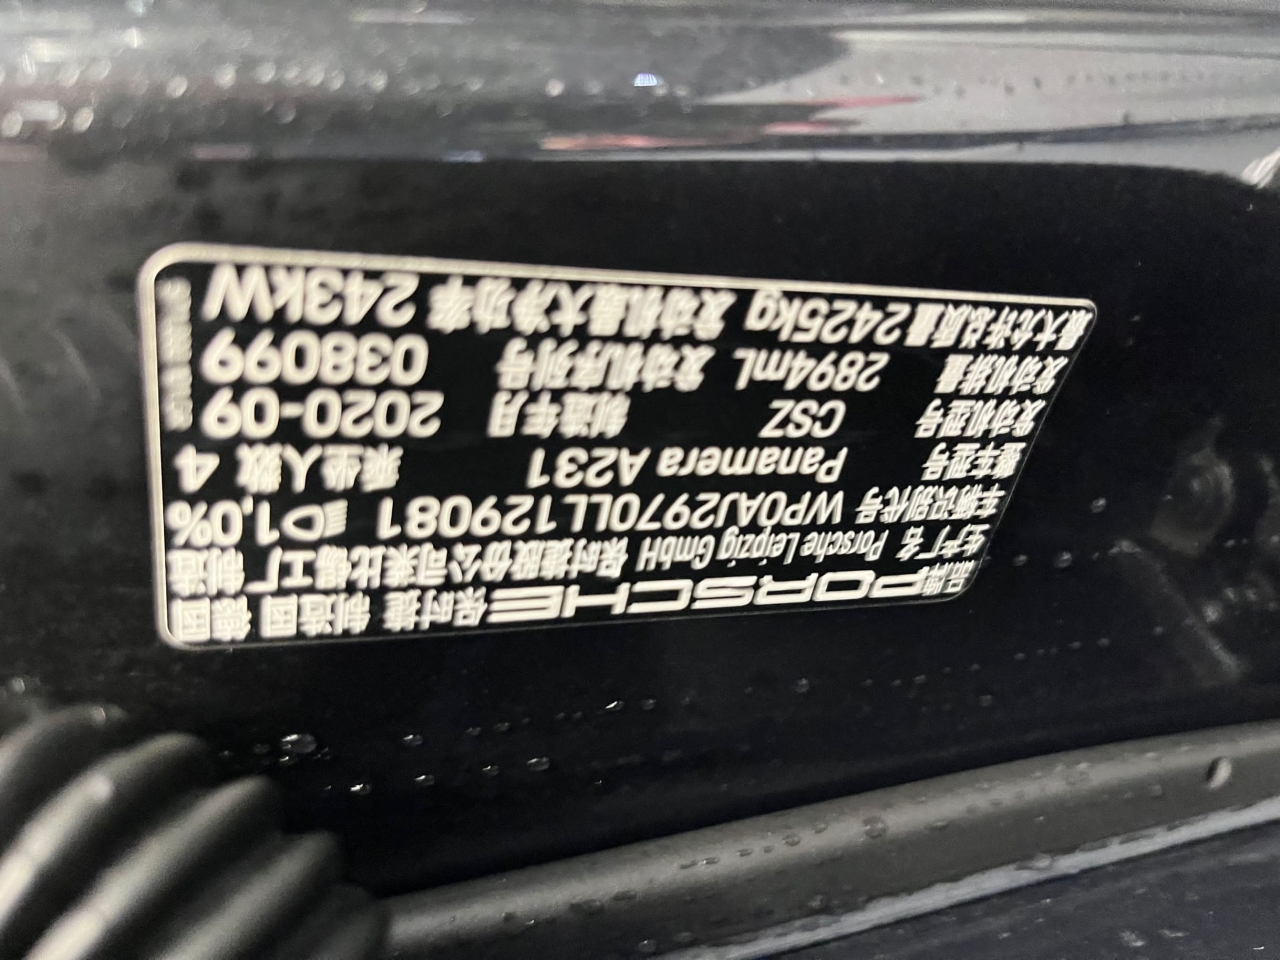 品牌 PORSCHE 保时捷 制造国 德国
生产厂名 Porsche Leipzig GmbH 保时捷股份公司莱比锡工厂 制造
车辆识别代号 WP0AJ2970LL129081 1,0%
整车型号 Panamera A231 乘坐人数 4
发动机型号 CSZ 制造年月 2020-09
发动机排量 2894mL 发动机序列号 038099
最大允许总质量 2425kg 发动机最大净功率 243kW